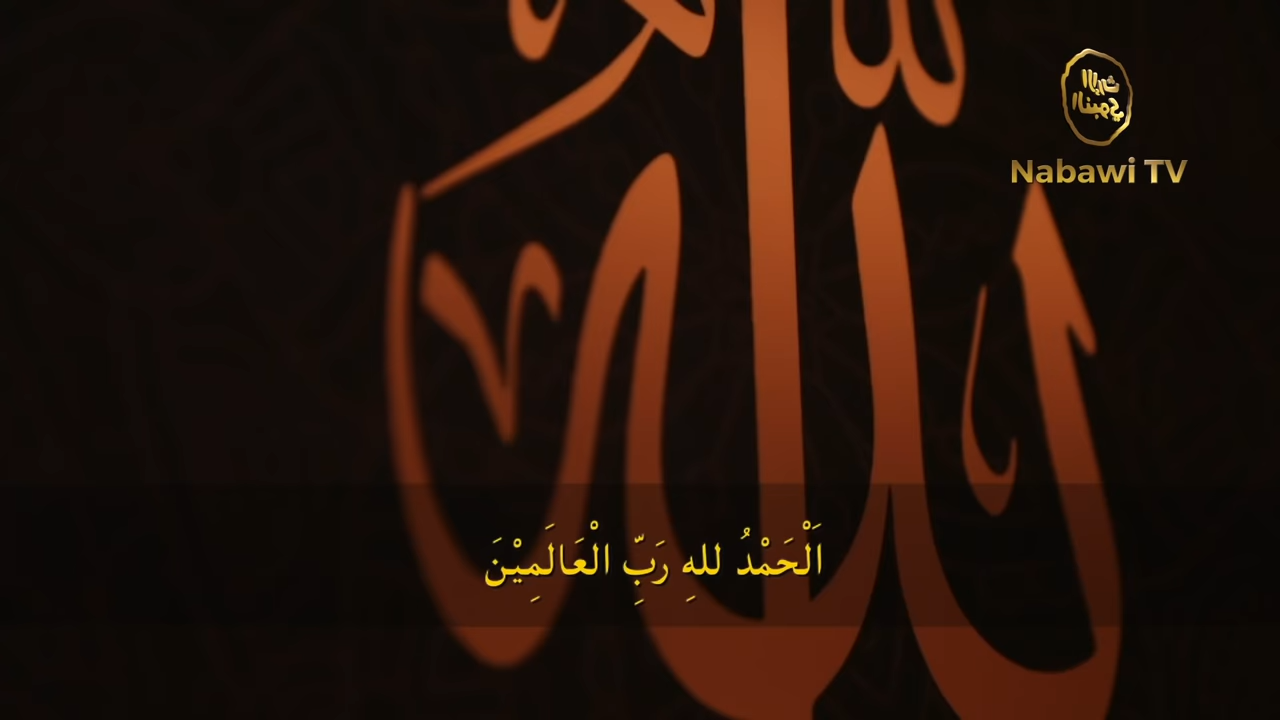 Nabawi TV
اَلْحَمْدُ للهِ رَبِّ الْعَالَمِيْنَ